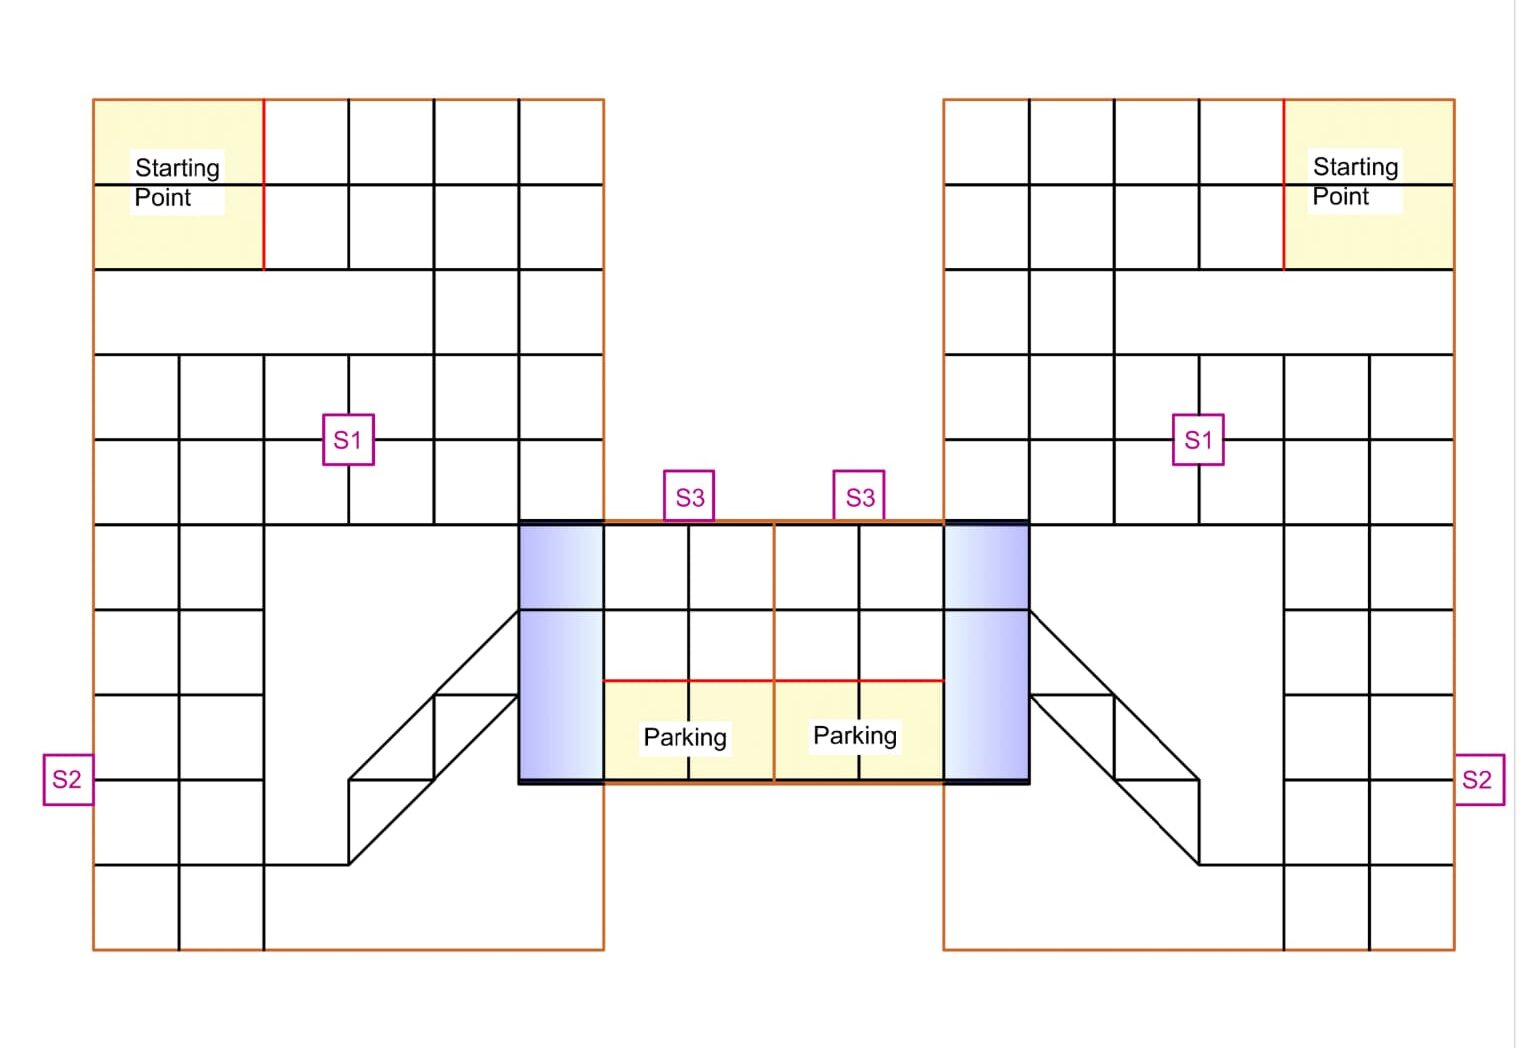 Starting
Point
Starting
Point
S1
S1
S3
S3
Parking
Parking
S2
S2